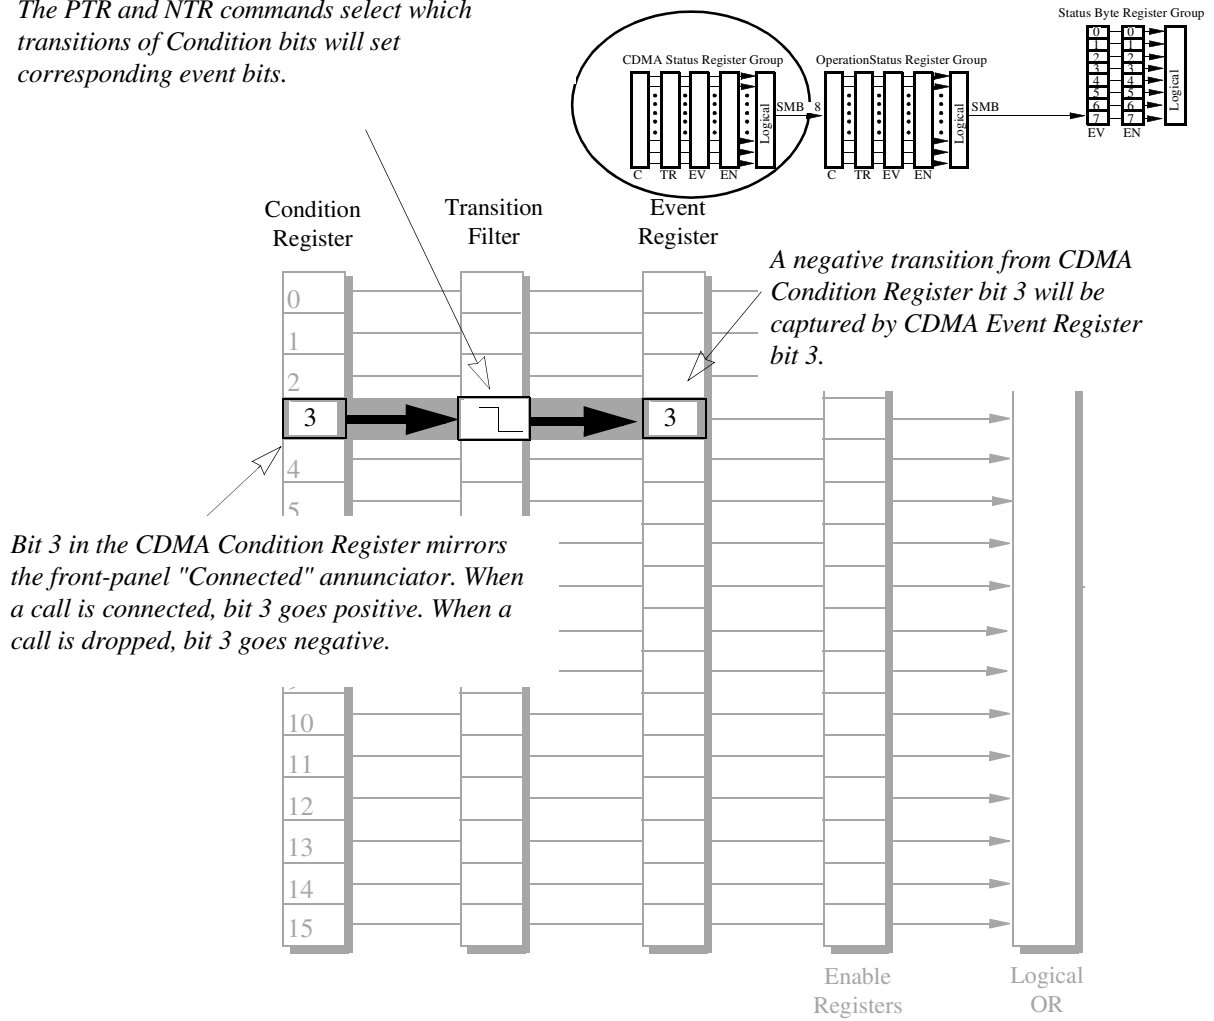 The PTR and NTR commands select which
transitions of Condition bits will set
corresponding event bits.
Status Byte Register Group
CDMA Status Register Group
OperationStatus Register Group
0
1
2
3
4
5
6
7
0
1
2
3
4
5
6
7
Logical
Logical
Logical
SMB
8
SMB
EV
EN
C
TR
EV
EN
C
TR
EV
EN
Condition
Register
Transition
Filter
Event
Register
A negative transition from CDMA
Condition Register bit 3 will be
captured by CDMA Event Register
bit 3.
0
1
2
3
3
4
5
Bit 3 in the CDMA Condition Register mirrors
the front-panel "Connected" annunciator. When
a call is connected, bit 3 goes positive. When a
call is dropped, bit 3 goes negative.
10
11
12
13
14
15
Enable
Registers
Logical
OR